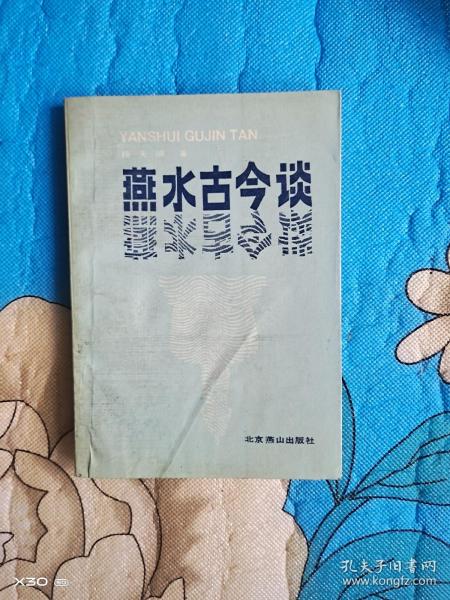 YANSHUI GUJIN TAN
燕水古今谈
北京燕山出版社
X30
孔夫子旧书网
www.kongfz.com